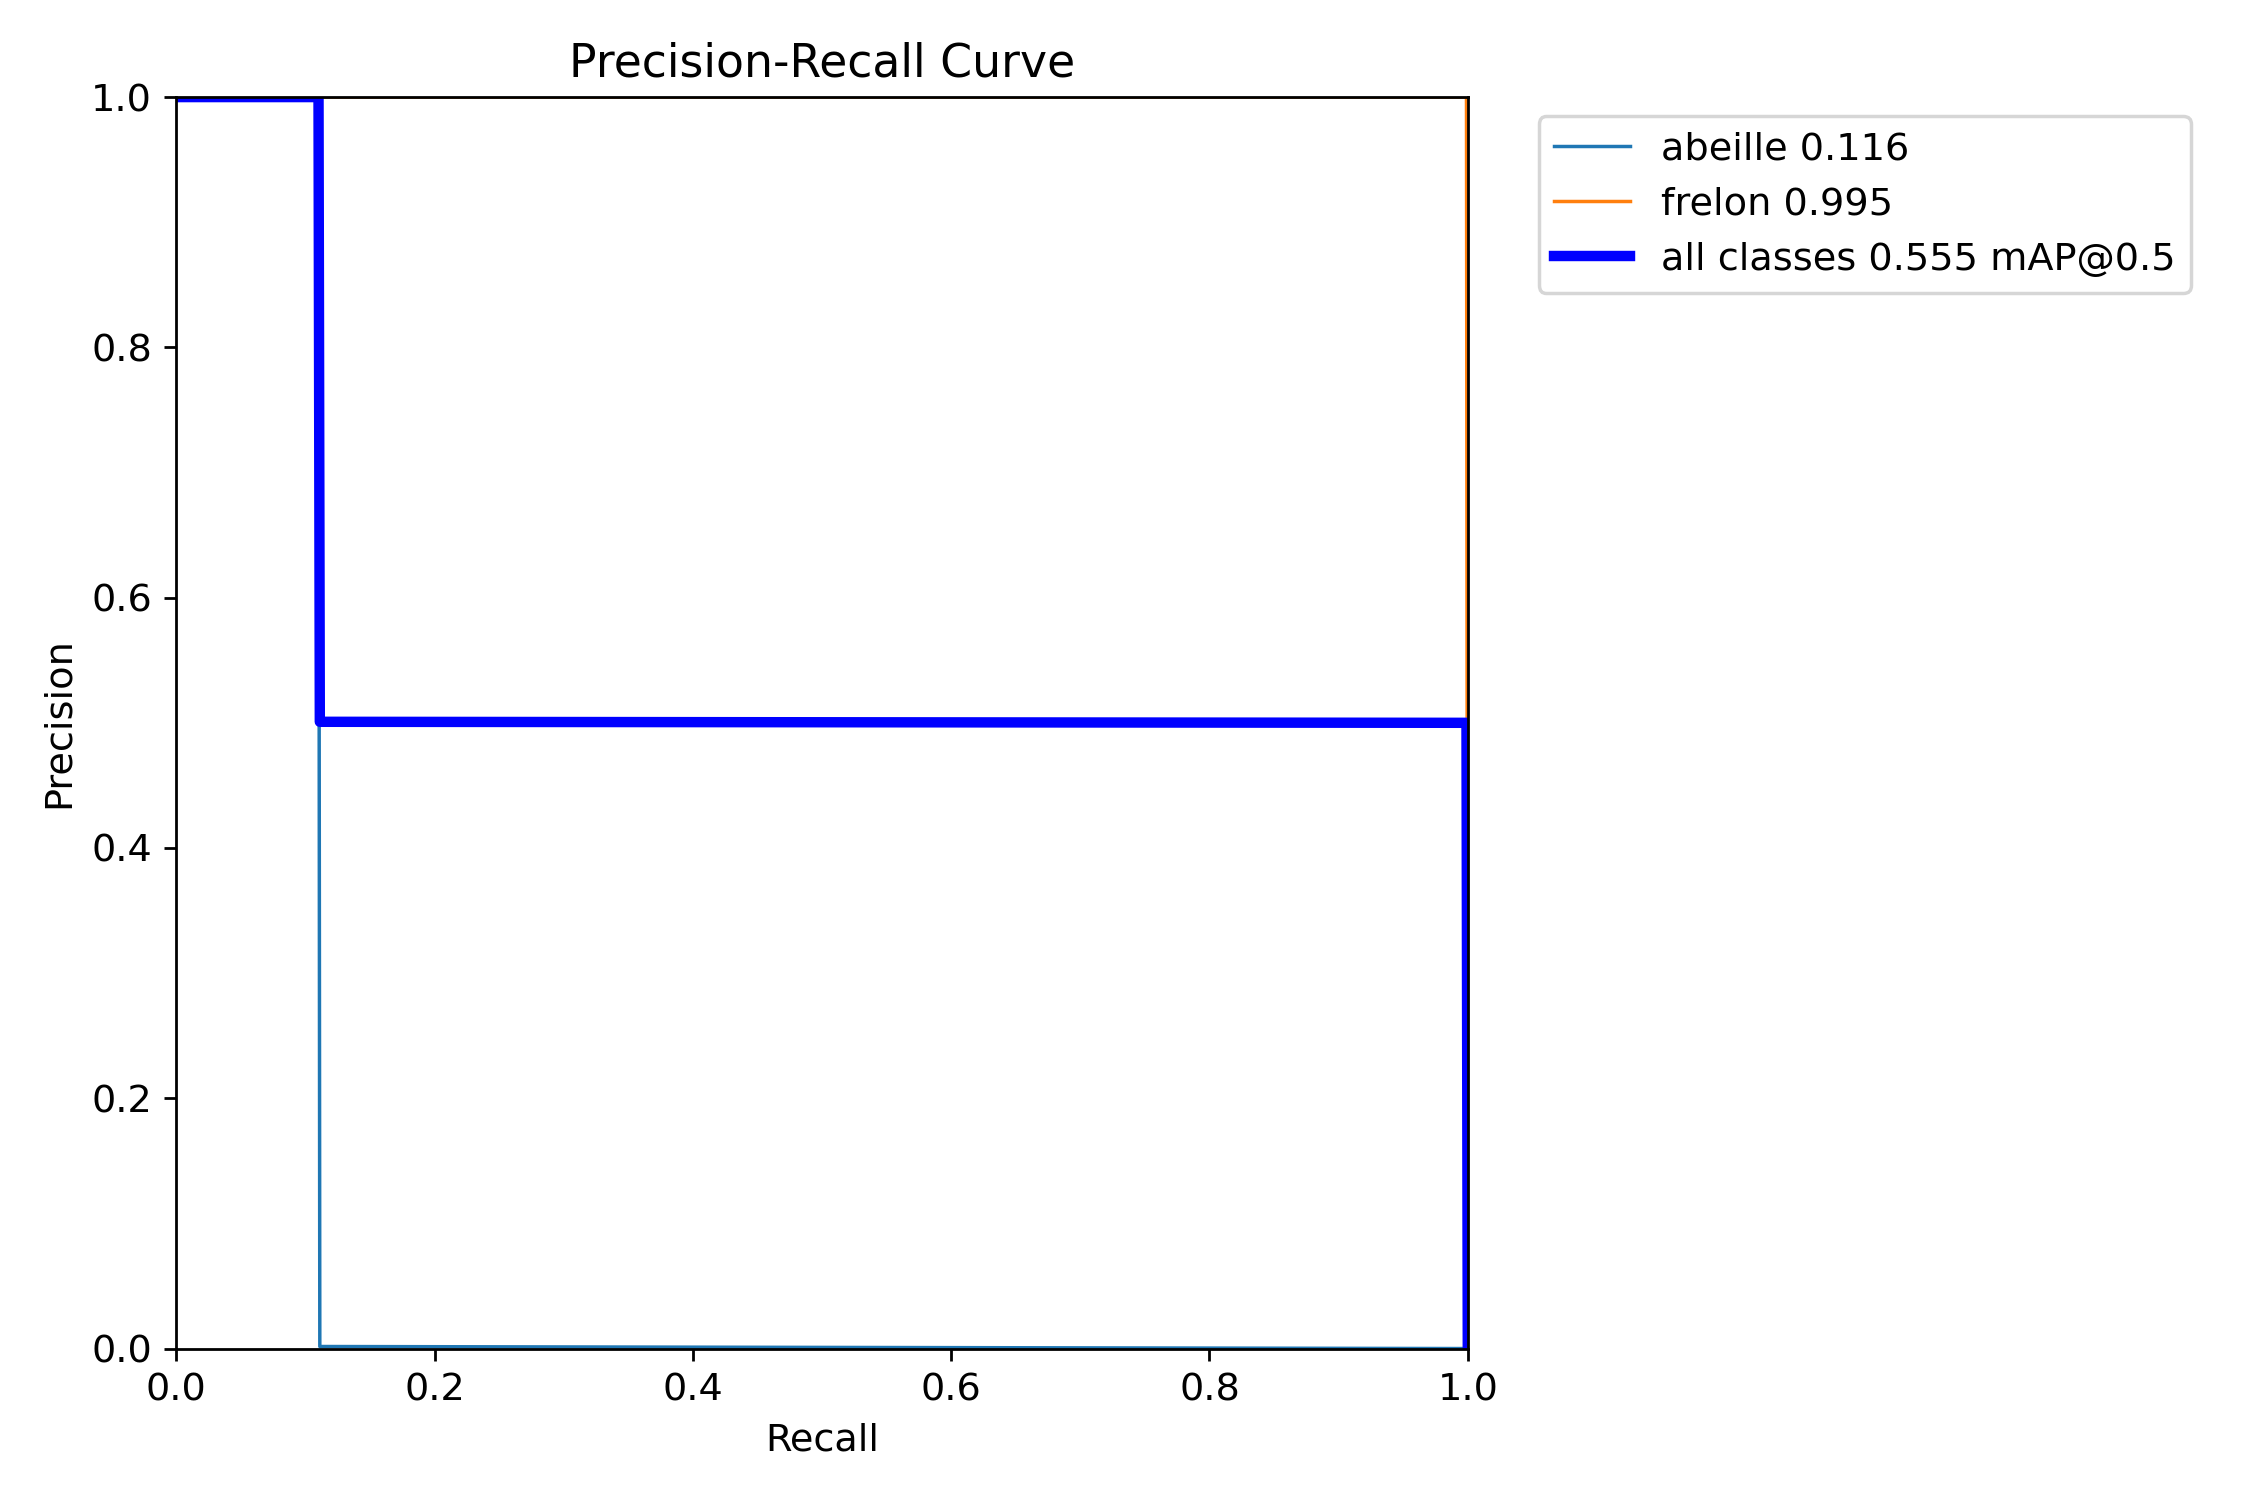 Precision-Recall Curve
1.0
0.8
0.6
0.4
0.2
0.0
Precision
0.0 0.2 0.4 0.6 0.8 1.0
Recall
abeille 0.116
frelon 0.995
all classes 0.555 mAP@0.5